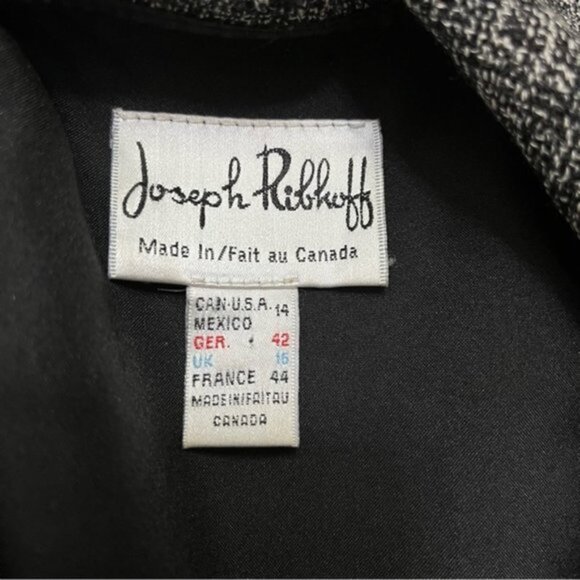 Joseph Ribkoff
Made In/Fait au Canada
CAN·U.S.A. 14
MEXICO
GER. 42
UK 16
FRANCE 44
MADE IN/FAIT AU
CANADA